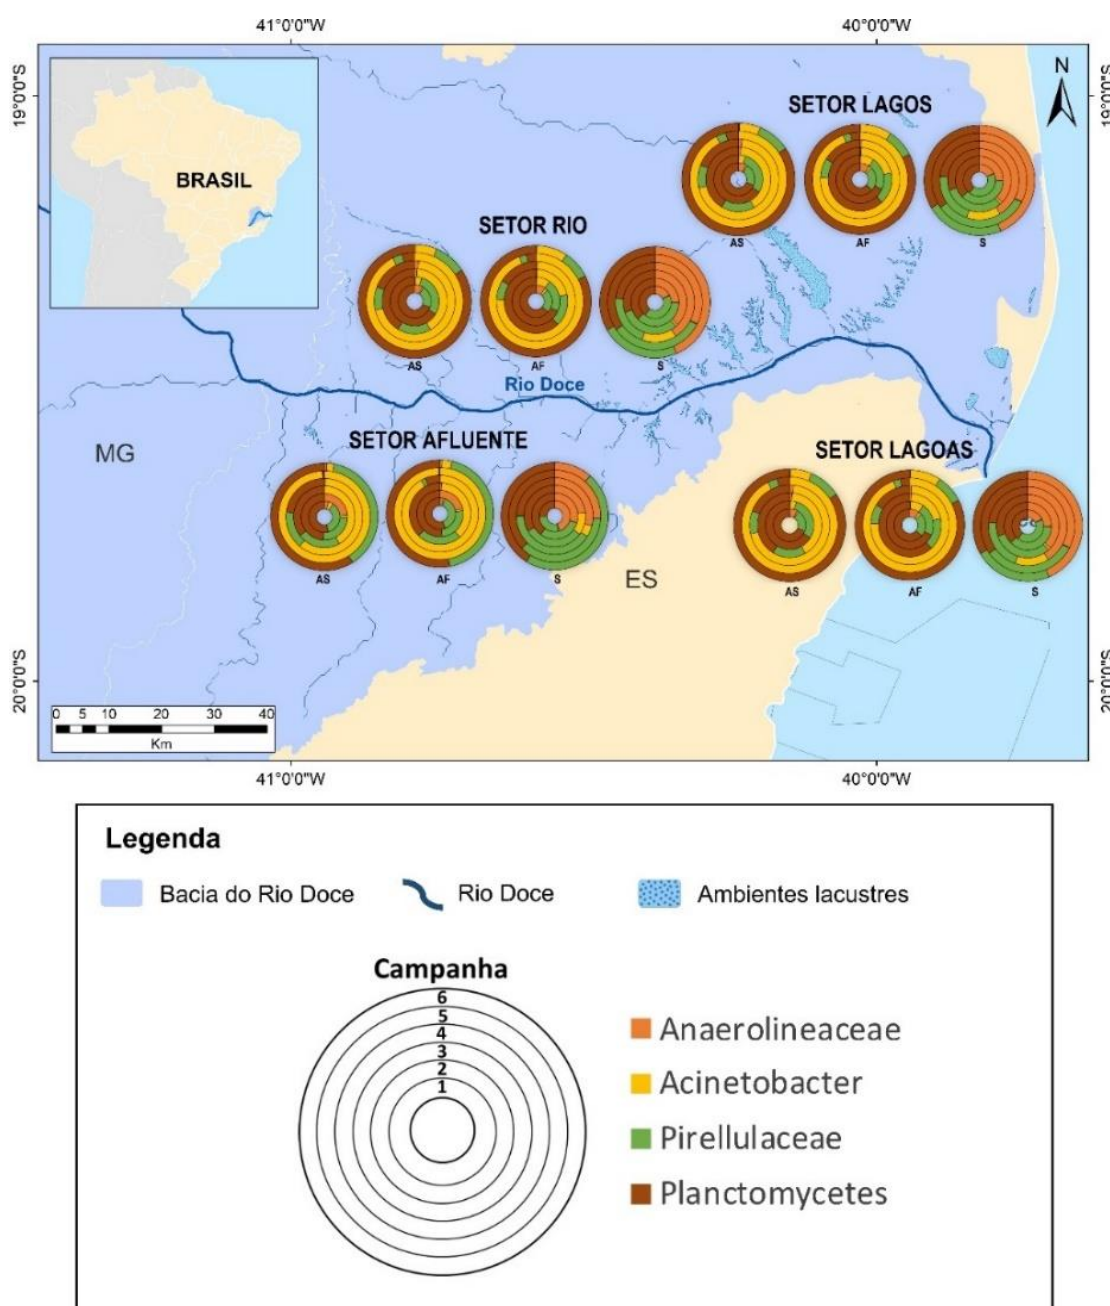 41°0'0"W
40°0'0"W
19°0'0"S
19°0'0"S
N
BRASIL
SETOR LAGOS
AS
AF
S
SETOR RIO
AS
AF
S
Rio Doce
MG
SETOR AFLUENTE
AS
AF
S
SETOR LAGOAS
AS
AF
S
ES
20°0'0"S
20°0'0"S
0 5 10 20 30 40
Km
41°0'0"W
40°0'0"W
Legenda
Bacia do Rio Doce
Rio Doce
Ambientes lacustres
Campanha
6
5
4
3
2
1
Anaerolineaceae
Acinetobacter
Pirellulaceae
Planctomycetes